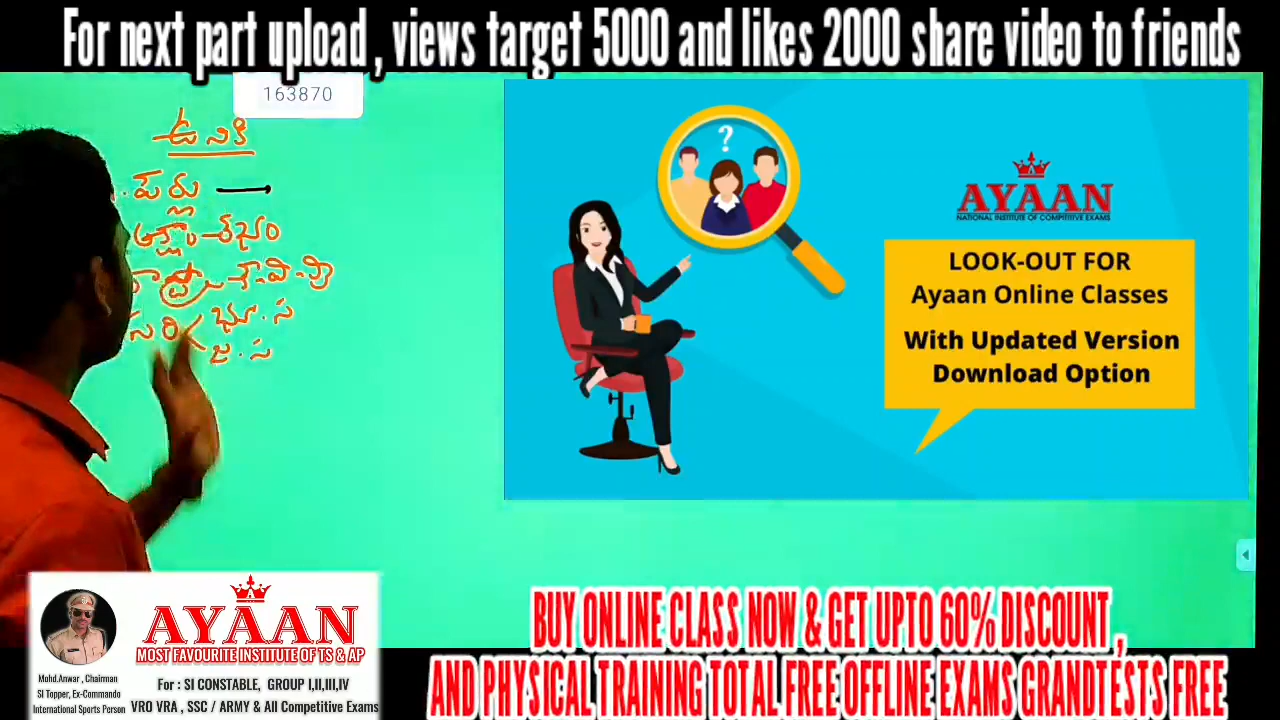 For next part upload , views target 5000 and likes 2000 share video to friends
163870
ఉనికి
పేర్లు
అక్షాం-రేఖాం
భూ. స
జ. స
?
AYAAN
NATIONAL INSTITUTE OF COMPITITIVE EXAMS
LOOK-OUT FOR
Ayaan Online Classes
With Updated Version
Download Option
AYAAN
MOST FAVOURITE INSTITUTE OF TS & AP
Mohd.Anwar , Chairman
SI Topper, Ex-Commando
International Sports Person
For : SI CONSTABLE, GROUP I,II,III,IV
VRO VRA , SSC / ARMY & All Competitive Exams
BUY ONLINE CLASS NOW & GET UPTO 60% DISCOUNT ,
AND PHYSICAL TRAINING TOTAL FREE OFFLINE EXAMS GRANDTESTS FREE